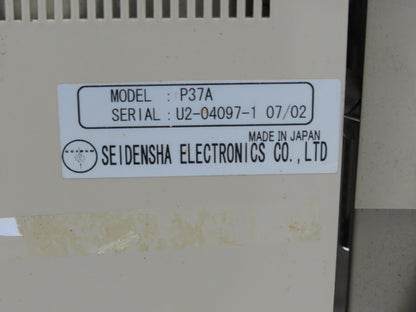 MODEL : P37A
SERIAL : U2-04097-1 07/02
MADE IN JAPAN
SEIDENSHA ELECTRONICS CO.,LTD